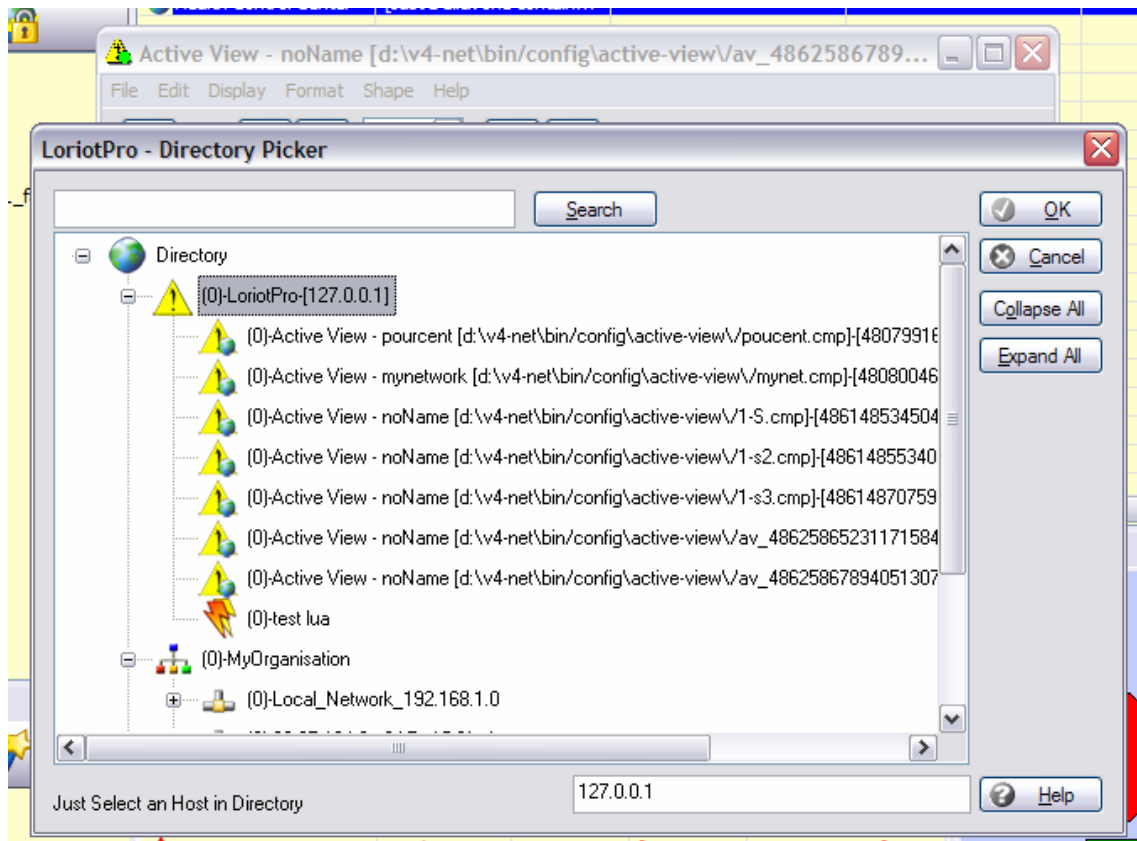 Active View - noName [d:\v4-net\bin/config\active-view\/av_4862586789...
File Edit Display Format Shape Help
LoriotPro - Directory Picker
Search
OK
Directory
Cancel
(0)-LoriotPro-[127.0.0.1]
Collapse All
(0)-Active View - pourcent [d:\v4-net\bin/config\active-view\/poucent.cmp]-[4807991
Expand All
(0)-Active View - mynetwork [d:\v4-net\bin/config\active-view\/mynet.cmp]-[48080046
(0)-Active View - noName [d:\v4-net\bin/config\active-view\/1-S.cmp]-[486148534504
(0)-Active View - noName [d:\v4-net\bin/config\active-view\/1-s2.cmp]-[48614855340
(0)-Active View - noName [d:\v4-net\bin/config\active-view\/1-s3.cmp]-[48614870759
(0)-Active View - noName [d:\v4-net\bin/config\active-view\/av_48625865231171584
(0)-Active View - noName [d:\v4-net\bin/config\active-view\/av_48625867894051307
(0)-test lua
(0)-MyOrganisation
(0)-Local_Network_192.168.1.0
Just Select an Host in Directory
127.0.0.1
Help